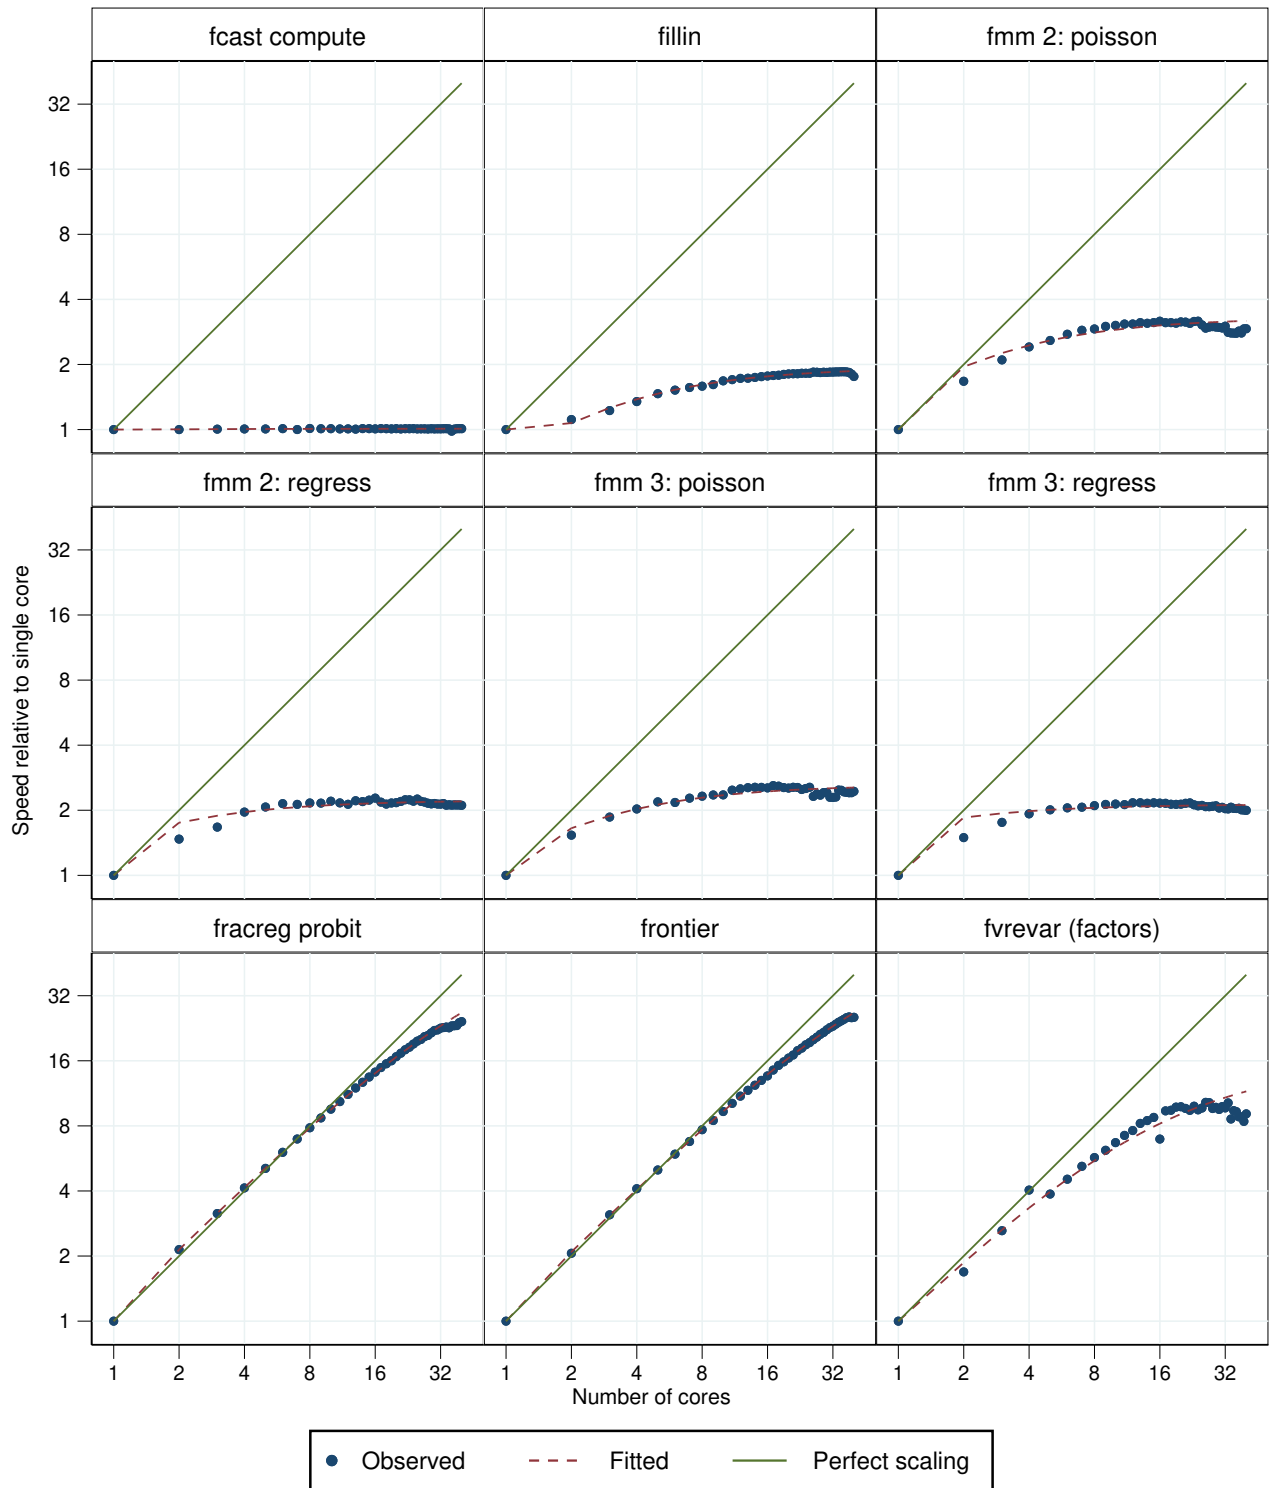 fcast compute fillin fmm 2: poisson
32
16
8
4
2
1
fmm 2: regress fmm 3: poisson fmm 3: regress
32
16
8
4
2
1
Speed relative to single core
fracreg probit frontier fvrevar (factors)
32
16
8
4
2
1
1 2 4 8 16 32 1 2 4 8 16 32 1 2 4 8 16 32
Number of cores
Observed Fitted Perfect scaling